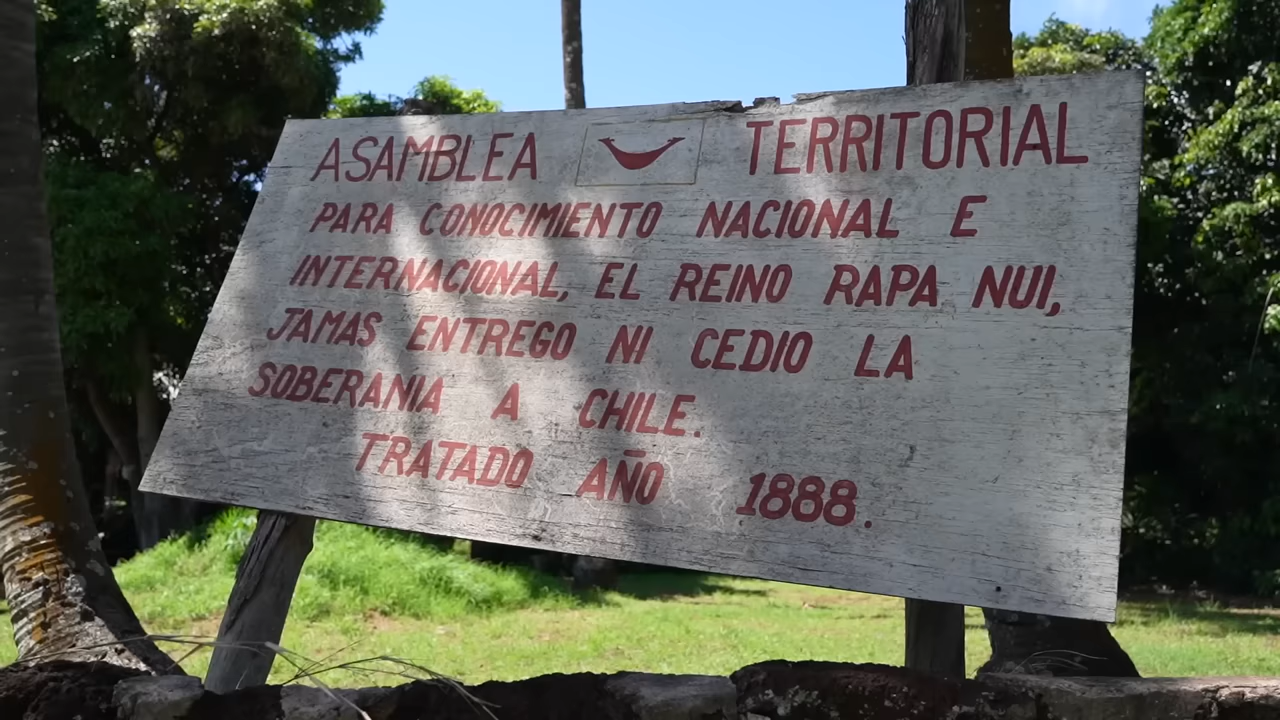 ASAMBLEA TERRITORIAL
PARA CONOCIMIENTO NACIONAL E
INTERNACIONAL, EL REINO RAPA NUI,
JAMAS ENTREGO NI CEDIO LA
SOBERANIA A CHILE.
TRATADO AÑO 1888.